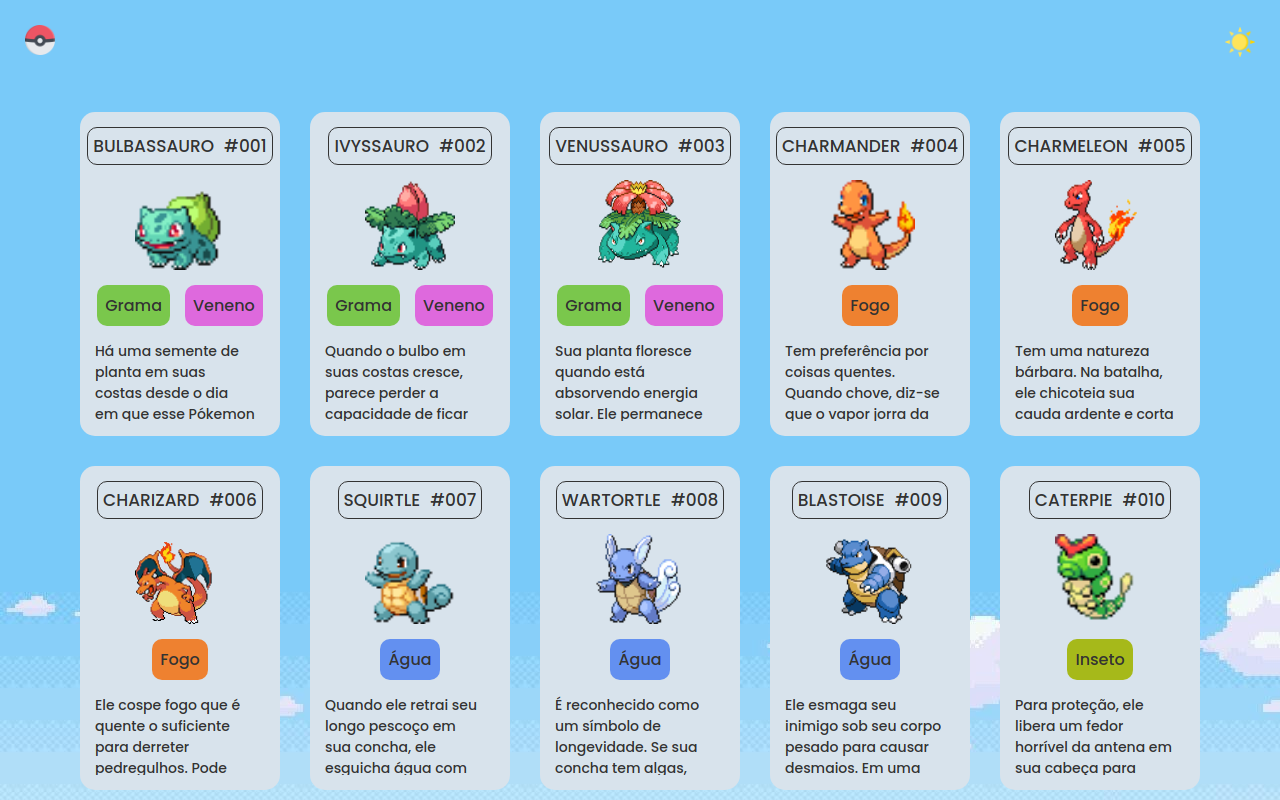 BULBASSAURO #001
Grama Veneno
Há uma semente de
planta em suas
costas desde o dia
em que esse Pókemon
IVYSSAURO #002
Grama Veneno
Quando o bulbo em
suas costas cresce,
parece perder a
capacidade de ficar
VENUSSAURO #003
Grama Veneno
Sua planta floresce
quando está
absorvendo energia
solar. Ele permanece
CHARMANDER #004
Fogo
Tem preferência por
coisas quentes.
Quando chove, diz-se
que o vapor jorra da
CHARMELEON #005
Fogo
Tem uma natureza
bárbara. Na batalha,
ele chicoteia sua
cauda ardente e corta
CHARIZARD #006
Fogo
Ele cospe fogo que é
quente o suficiente
para derreter
pedregulhos. Pode
SQUIRTLE #007
Água
Quando ele retrai seu
longo pescoço em
sua concha, ele
esguicha água com
WARTORTLE #008
Água
É reconhecido como
um símbolo de
longevidade. Se sua
concha tem algas,
BLASTOISE #009
Água
Ele esmaga seu
inimigo sob seu corpo
pesado para causar
desmaios. Em uma
CATERPIE #010
Inseto
Para proteção, ele
libera um fedor
horrível da antena em
sua cabeça para